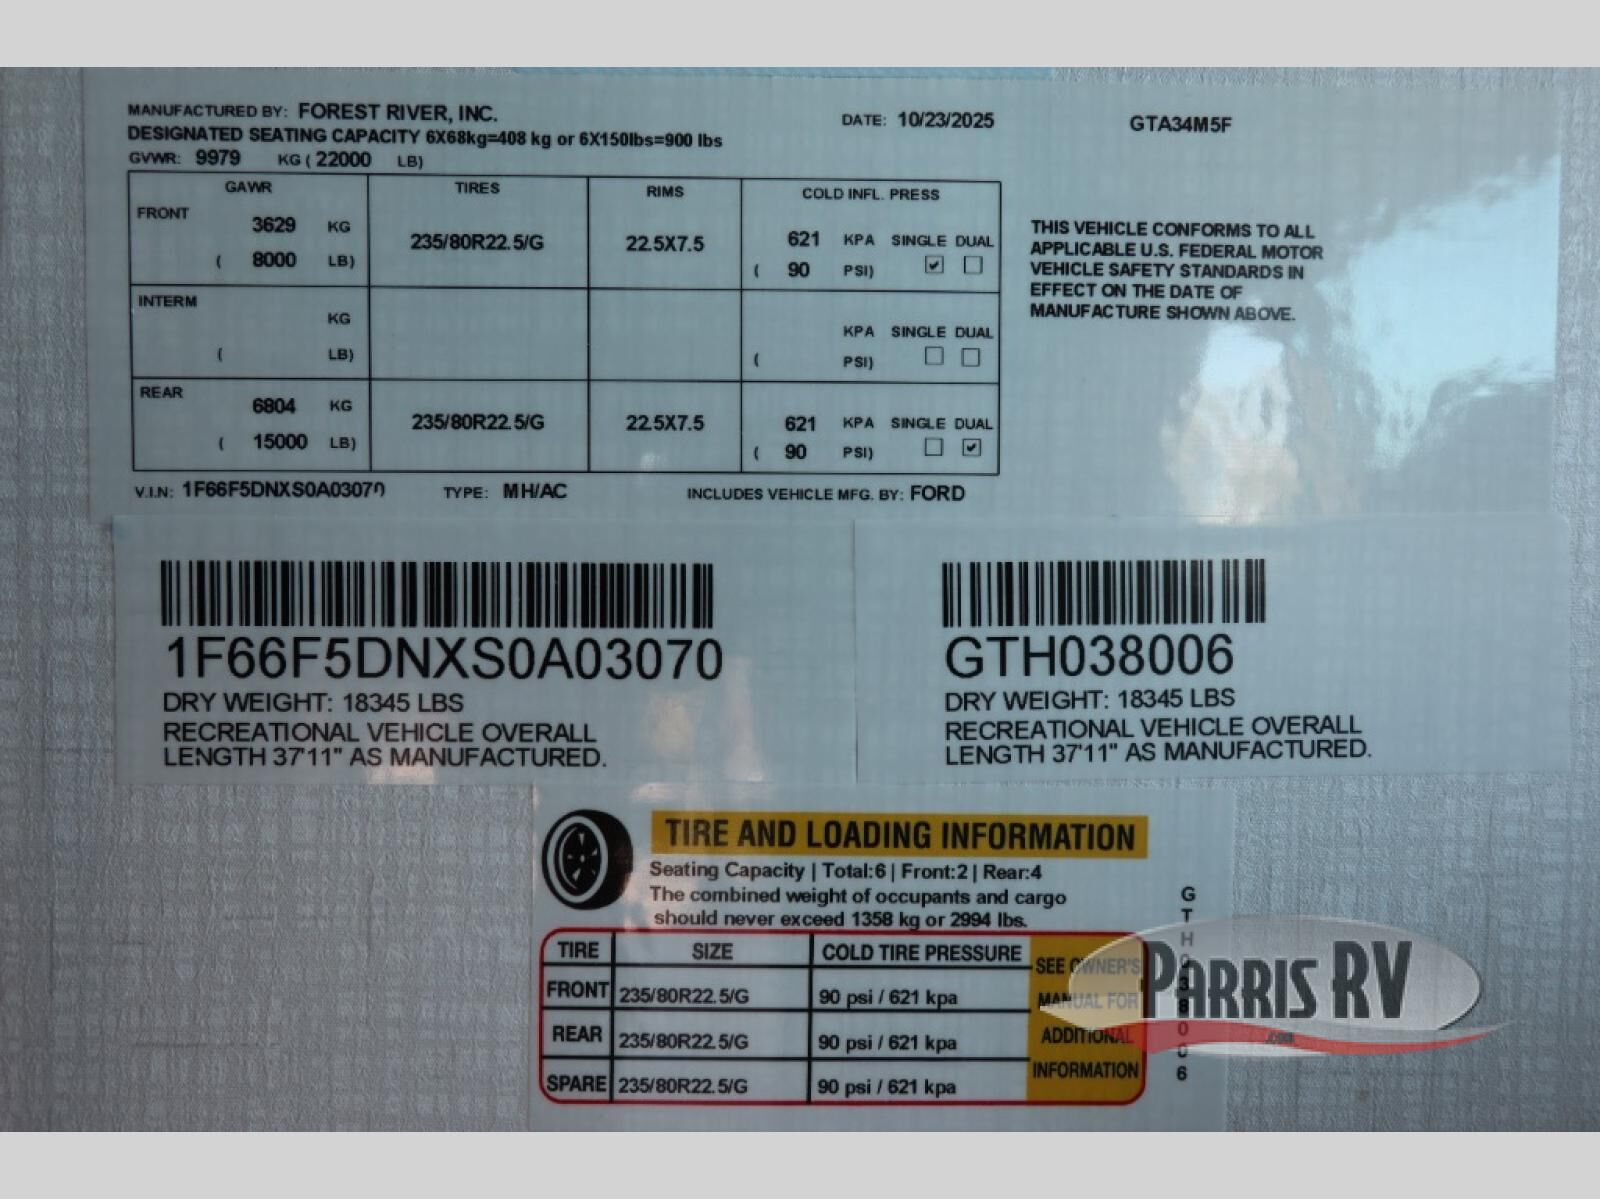 MANUFACTURED BY: FOREST RIVER, INC.
DATE: 10/23/2025
GTA34M5F
DESIGNATED SEATING CAPACITY 6X68kg=408 kg or 6X150lbs=900 lbs
GVWR: 9979 KG ( 22000 LB)
GAWR TIRES RIMS COLD INFL. PRESS
FRONT
3629 KG 235/80R22.5/G 22.5X7.5 621 KPA SINGLE DUAL
( 8000 LB) ( 90 PSI)
INTERM
KG KPA SINGLE DUAL
( LB) ( PSI)
REAR
6804 KG 235/80R22.5/G 22.5X7.5 621 KPA SINGLE DUAL
( 15000 LB) ( 90 PSI)
V.I.N: 1F66F5DNXS0A03070 TYPE: MH/AC INCLUDES VEHICLE MFG. BY: FORD
THIS VEHICLE CONFORMS TO ALL
APPLICABLE U.S. FEDERAL MOTOR
VEHICLE SAFETY STANDARDS IN
EFFECT ON THE DATE OF
MANUFACTURE SHOWN ABOVE.
1F66F5DNXS0A03070
DRY WEIGHT: 18345 LBS
RECREATIONAL VEHICLE OVERALL
LENGTH 37'11" AS MANUFACTURED.
GTH038006
DRY WEIGHT: 18345 LBS
RECREATIONAL VEHICLE OVERALL
LENGTH 37'11" AS MANUFACTURED.
TIRE AND LOADING INFORMATION
Seating Capacity | Total:6 | Front:2 | Rear:4
The combined weight of occupants and cargo
should never exceed 1358 kg or 2994 lbs.
TIRE SIZE COLD TIRE PRESSURE
FRONT 235/80R22.5/G 90 psi / 621 kpa
REAR 235/80R22.5/G 90 psi / 621 kpa
SPARE 235/80R22.5/G 90 psi / 621 kpa
SEE OWNER'S
MANUAL FOR
ADDITIONAL
INFORMATION
GTH038006
PARRIS RV
.com